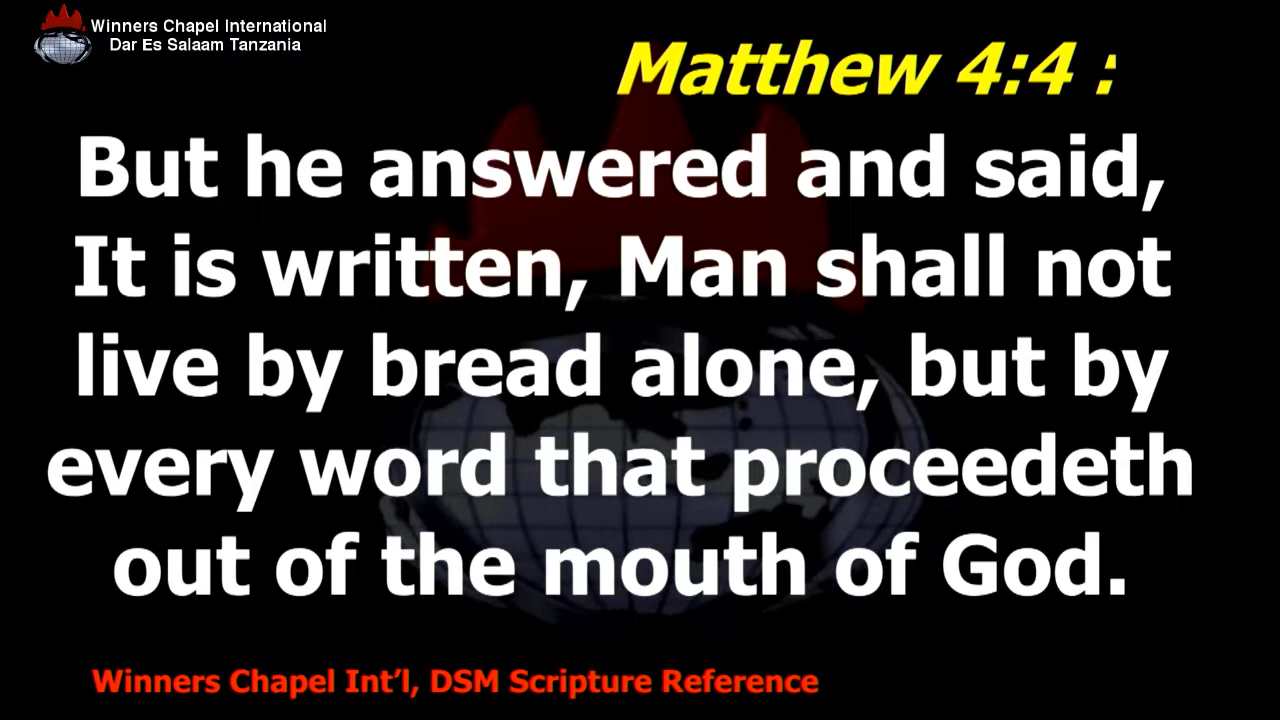 Winners Chapel International
Dar Es Salaam Tanzania
Matthew 4:4 :
But he answered and said,
It is written, Man shall not
live by bread alone, but by
every word that proceedeth
out of the mouth of God.
Winners Chapel Int’l, DSM Scripture Reference